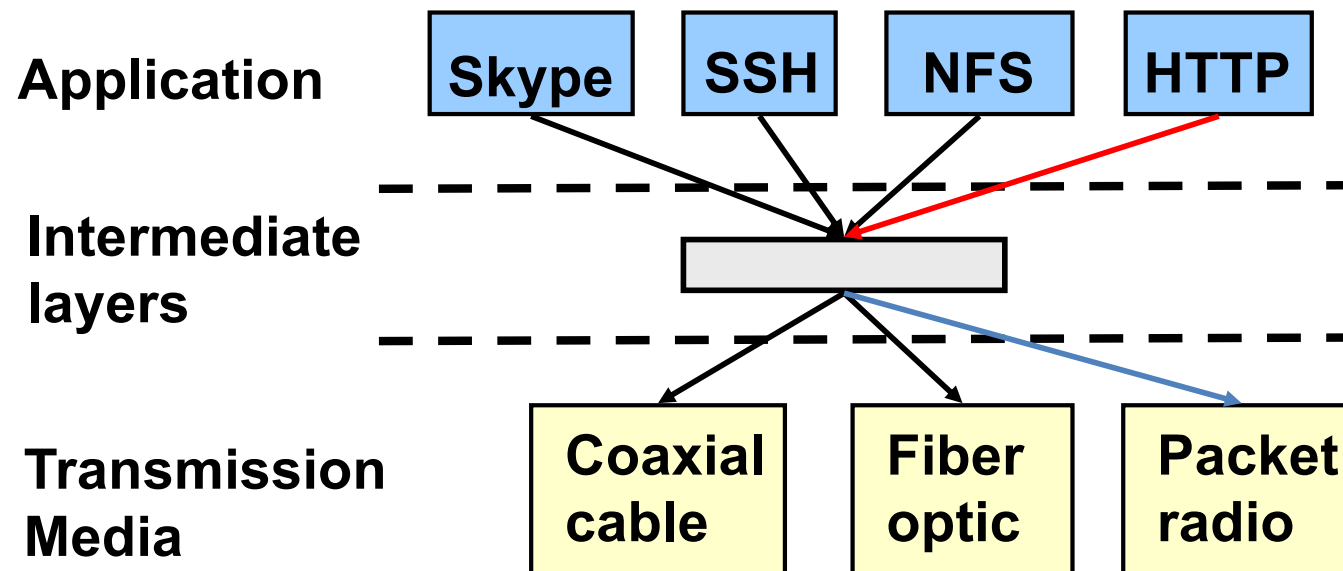 Application
Skype
SSH
NFS
HTTP
Intermediate
layers
Transmission
Media
Coaxial
cable
Fiber
optic
Packet
radio